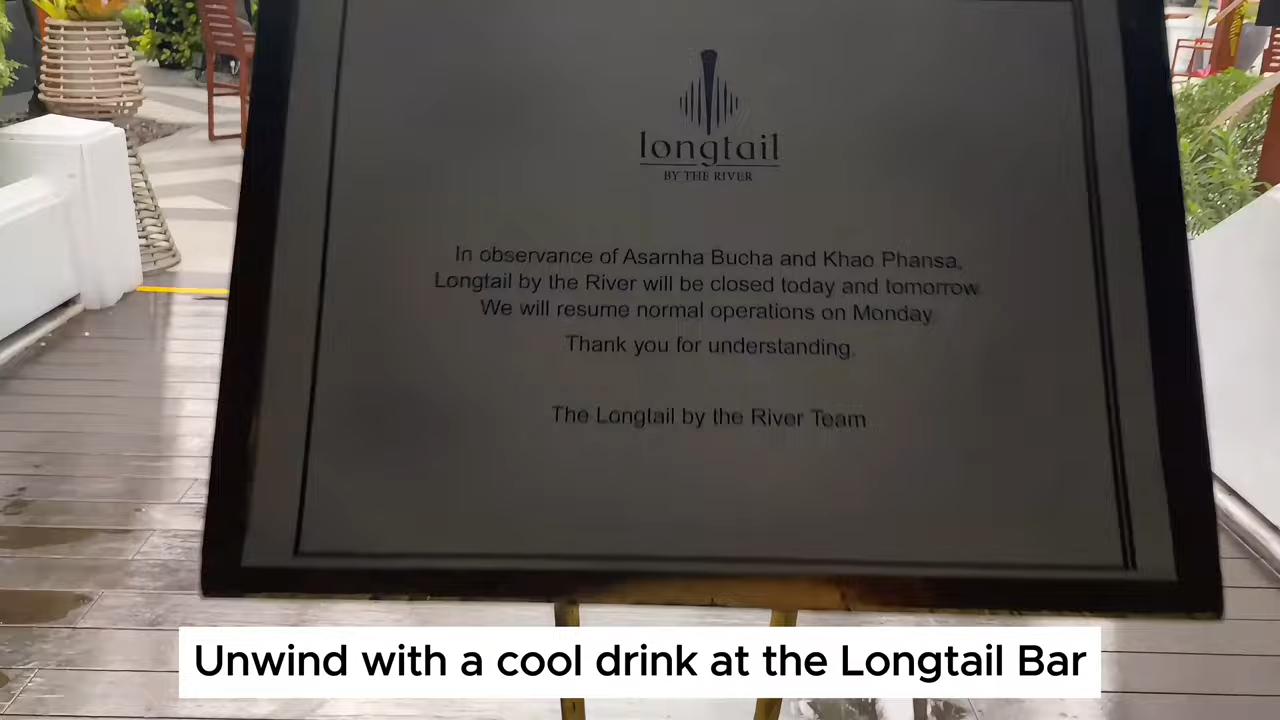 longtail
BY THE RIVER
In observance of Asarnha Bucha and Khao Phansa,
Longtail by the River will be closed today and tomorrow
We will resume normal operations on Monday
Thank you for understanding.
The Longtail by the River Team
Unwind with a cool drink at the Longtail Bar